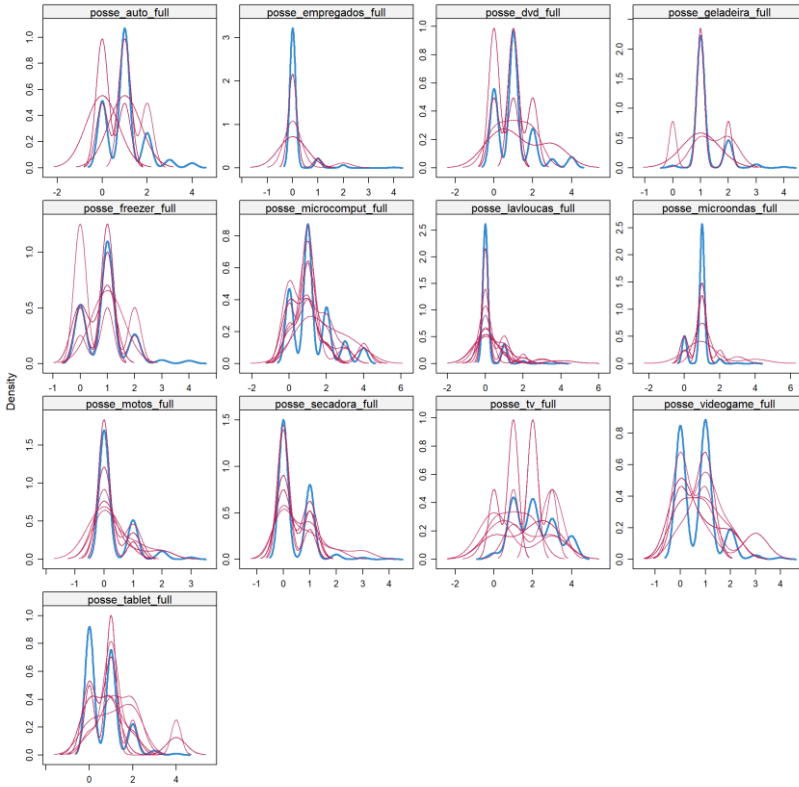 posse_auto_full posse_empregados_full posse_dvd_full posse_geladeira_full
0.0 0.2 0.4 0.6 0.8 1.0
0 1 2 3
0.0 0.2 0.4 0.6 0.8 1.0
0.0 0.5 1.0 1.5 2.0
-2 0 2 4
-2 -1 0 1 2 3 4
-2 0 2 4
-1 0 1 2 3 4
posse_freezer_full posse_microcomput_full posse_lavloucas_full posse_microondas_full
0.0 0.5 1.0
0.0 0.2 0.4 0.6 0.8
0.0 0.5 1.0 1.5 2.0 2.5
0.0 0.5 1.0 1.5 2.0 2.5
-1 0 1 2 3 4
-2 0 2 4 6
-2 0 2 4 6
-2 0 2 4 6
Density
posse_motos_full posse_secadora_full posse_tv_full posse_videogame_full
0.0 0.5 1.0 1.5
0.0 0.5 1.0 1.5
0.0 0.2 0.4 0.6 0.8 1.0
0.0 0.2 0.4 0.6 0.8
-1 0 1 2 3
-1 0 1 2 3 4
-2 0 2 4
-1 0 1 2 3 4
posse_tablet_full
0.0 0.2 0.4 0.6 0.8 1.0
0 2 4